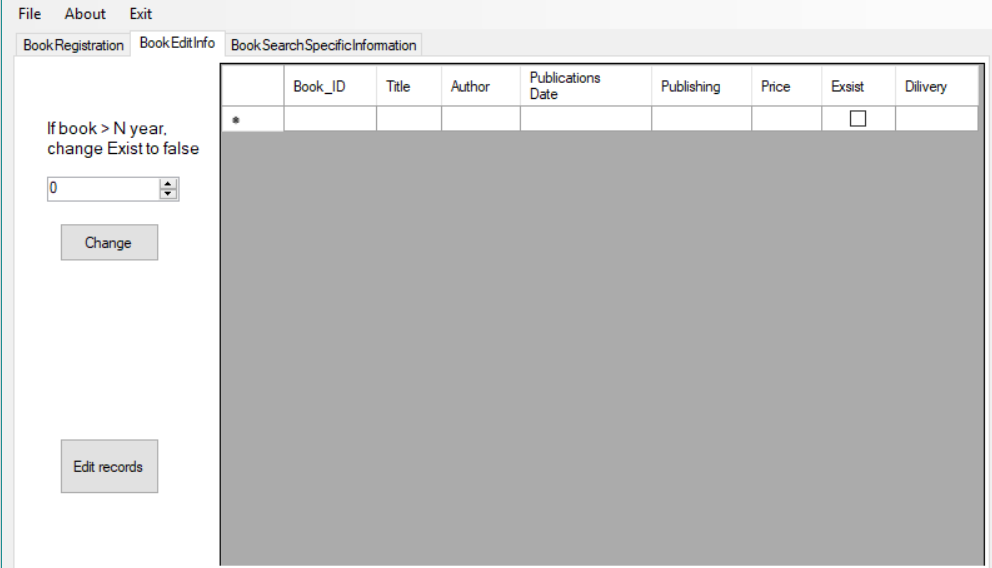 File About Exit
BookRegistration BookEditInfo BookSearchSpecificInformation
Book_ID Title Author Publications Date Publishing Price Exsist Dilivery
*
If book > N year,
change Exist to false
0
Change
Edit records